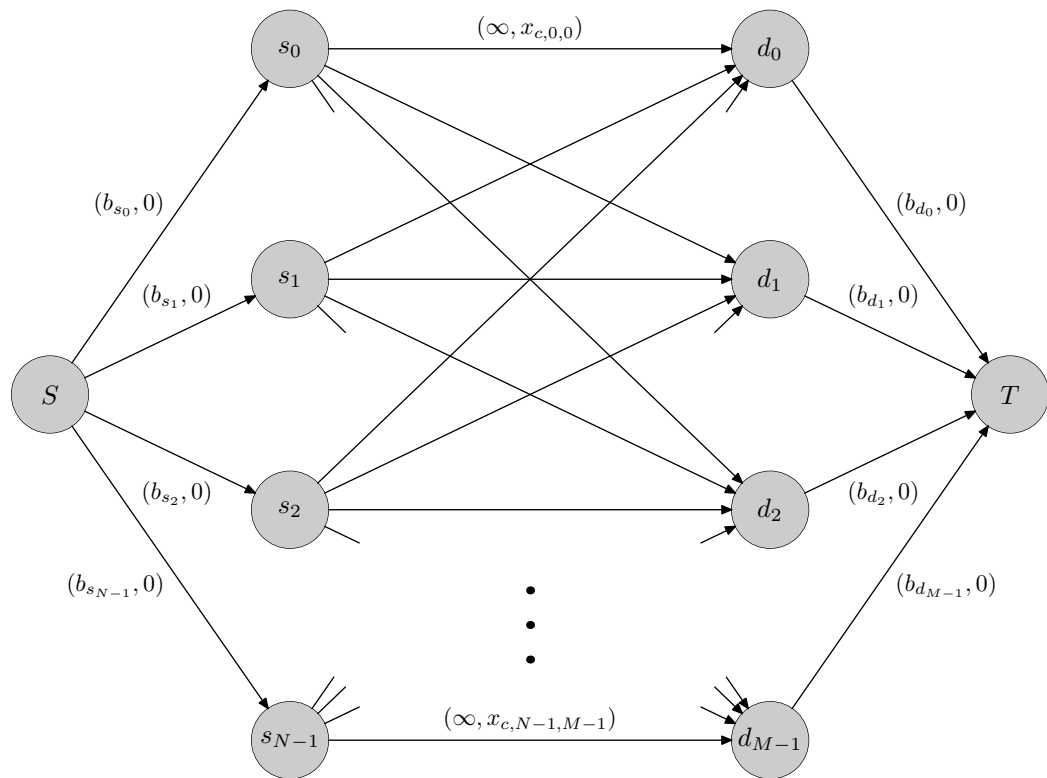 s_0
(∞, x_{c,0,0})
d_0
(b_{s_0}, 0)
(b_{d_0}, 0)
s_1
d_1
(b_{s_1}, 0)
(b_{d_1}, 0)
S
T
(b_{s_2}, 0)
s_2
d_2
(b_{d_2}, 0)
(b_{s_{N-1}}, 0)
(b_{d_{M-1}}, 0)
s_{N-1}
(∞, x_{c,N-1,M-1})
d_{M-1}